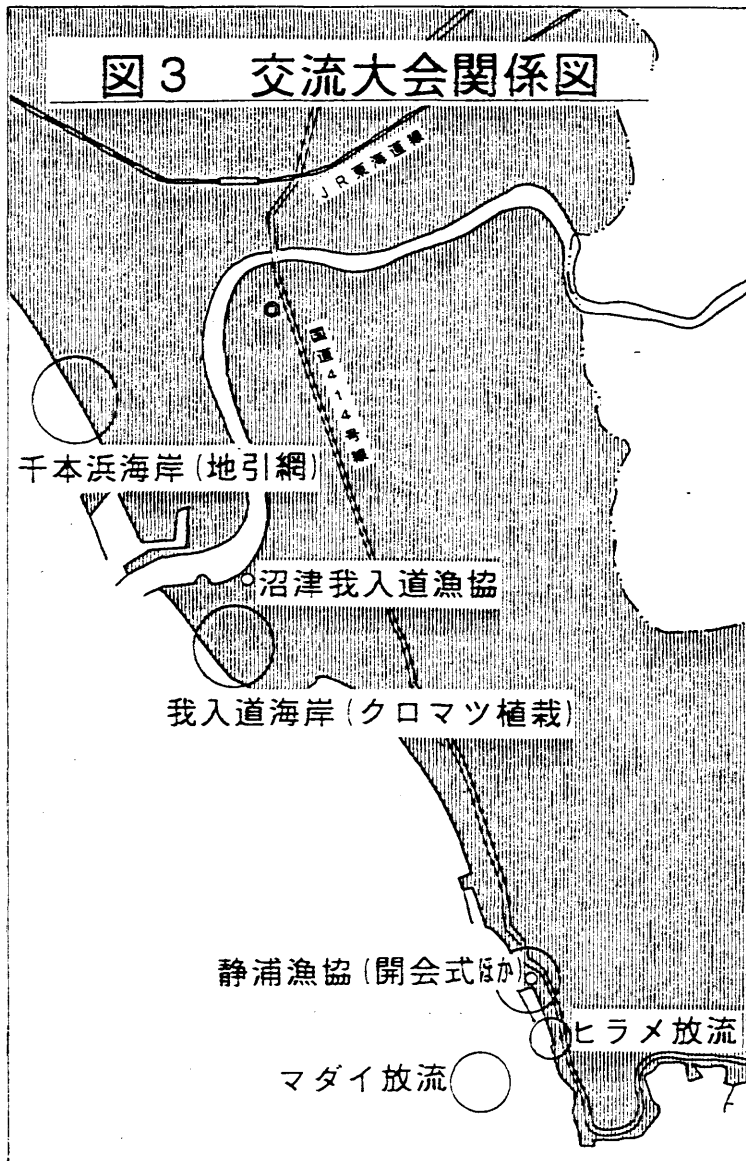 図3 交流大会関係図
JR東海道線
国道414号線
千本浜海岸(地引網)
沼津我入道漁協
我入道海岸(クロマツ植栽)
静浦漁協(開会式ほか)
ヒラメ放流
マダイ放流